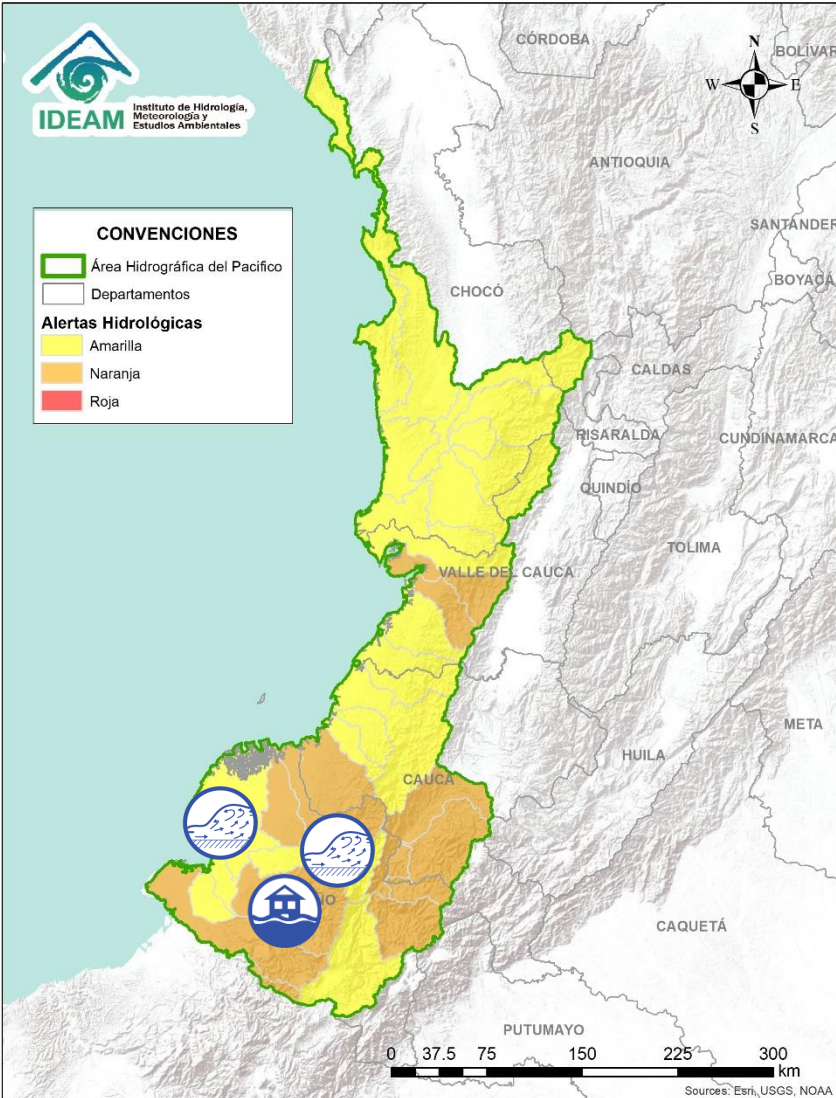 IDEAM
Instituto de Hidrología,
Meteorología y
Estudios Ambientales
N
W
E
S
CÓRDOBA
BOLÍVAR
ANTIOQUIA
SANTANDER
BOYACÁ
CHOCÓ
CONVENCIONES
Área Hidrográfica del Pacifico
Departamentos
Alertas Hidrológicas
Amarilla
Naranja
Roja
CALDAS
RISARALDA
CUNDINAMARCA
QUINDÍO
TOLIMA
VALLE DEL CAUCA
META
HUILA
CAUCA
ÑO
CAQUETÁ
PUTUMAYO
0 37.5 75 150 225 300
km
Sources: Esri, USGS, NOAA